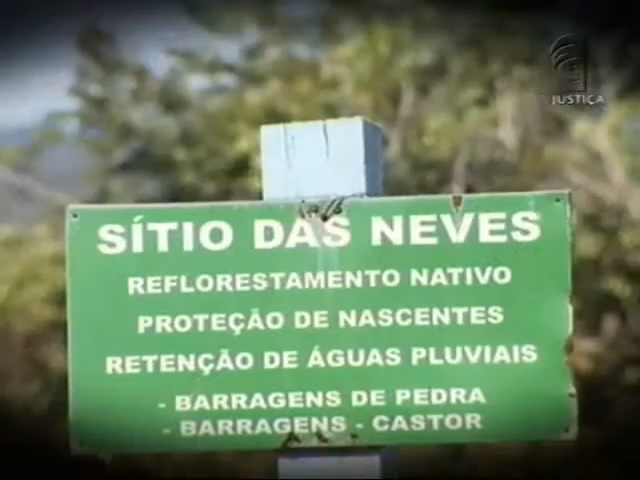 JUSTIÇA
SÍTIO DAS NEVES
REFLORESTAMENTO NATIVO
PROTEÇÃO DE NASCENTES
RETENÇÃO DE ÁGUAS PLUVIAIS
- BARRAGENS DE PEDRA
- BARRAGENS - CASTOR